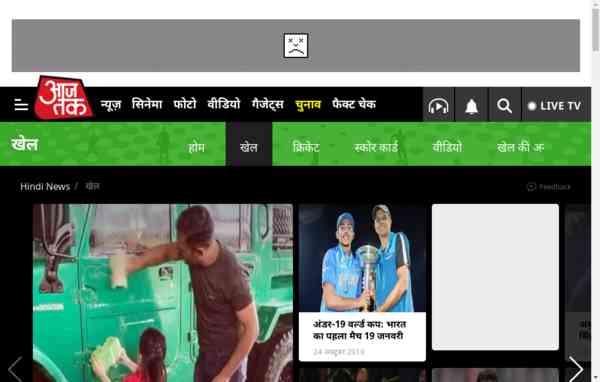 आज
तक
न्यूज़ सिनेमा फोटो वीडियो गैजेट्स चुनाव फैक्ट चेक
LIVE TV
खेल
होम खेल क्रिकेट स्कोर कार्ड वीडियो खेल की
Hindi News / खेल
Feedback
अंडर-19 वर्ल्ड कप: भारत
का पहला मैच 19 जनवरी
24 अक्टूबर 2019